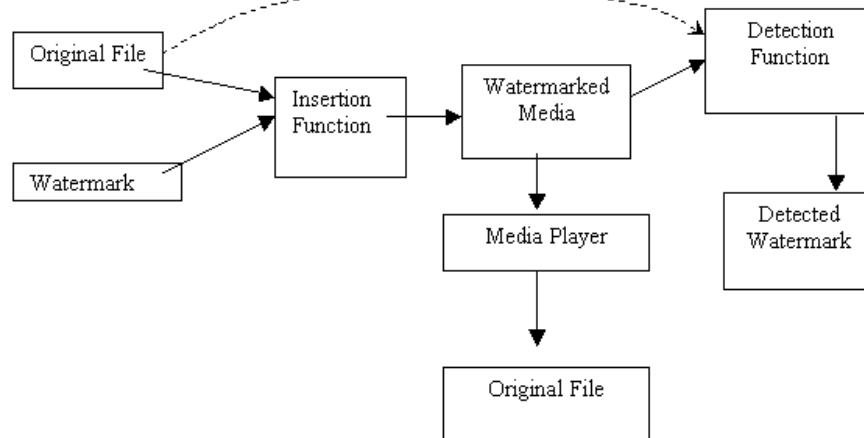 Original File
Insertion
Function
Watermarked
Media
Detection
Function
Watermark
Media Player
Detected
Watermark
Original File